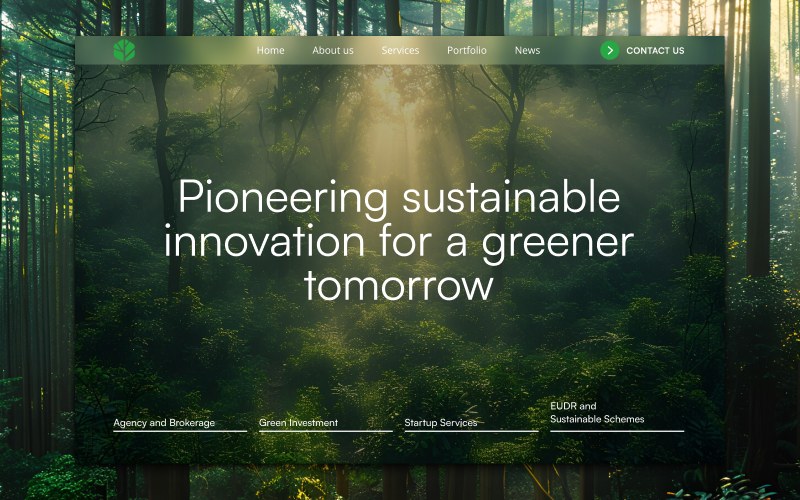 Home
About us
Services
Portfolio
News
CONTACT US
Pioneering sustainable
innovation for a greener
tomorrow
Agency and Brokerage
Green Investment
Startup Services
EUDR and
Sustainable Schemes